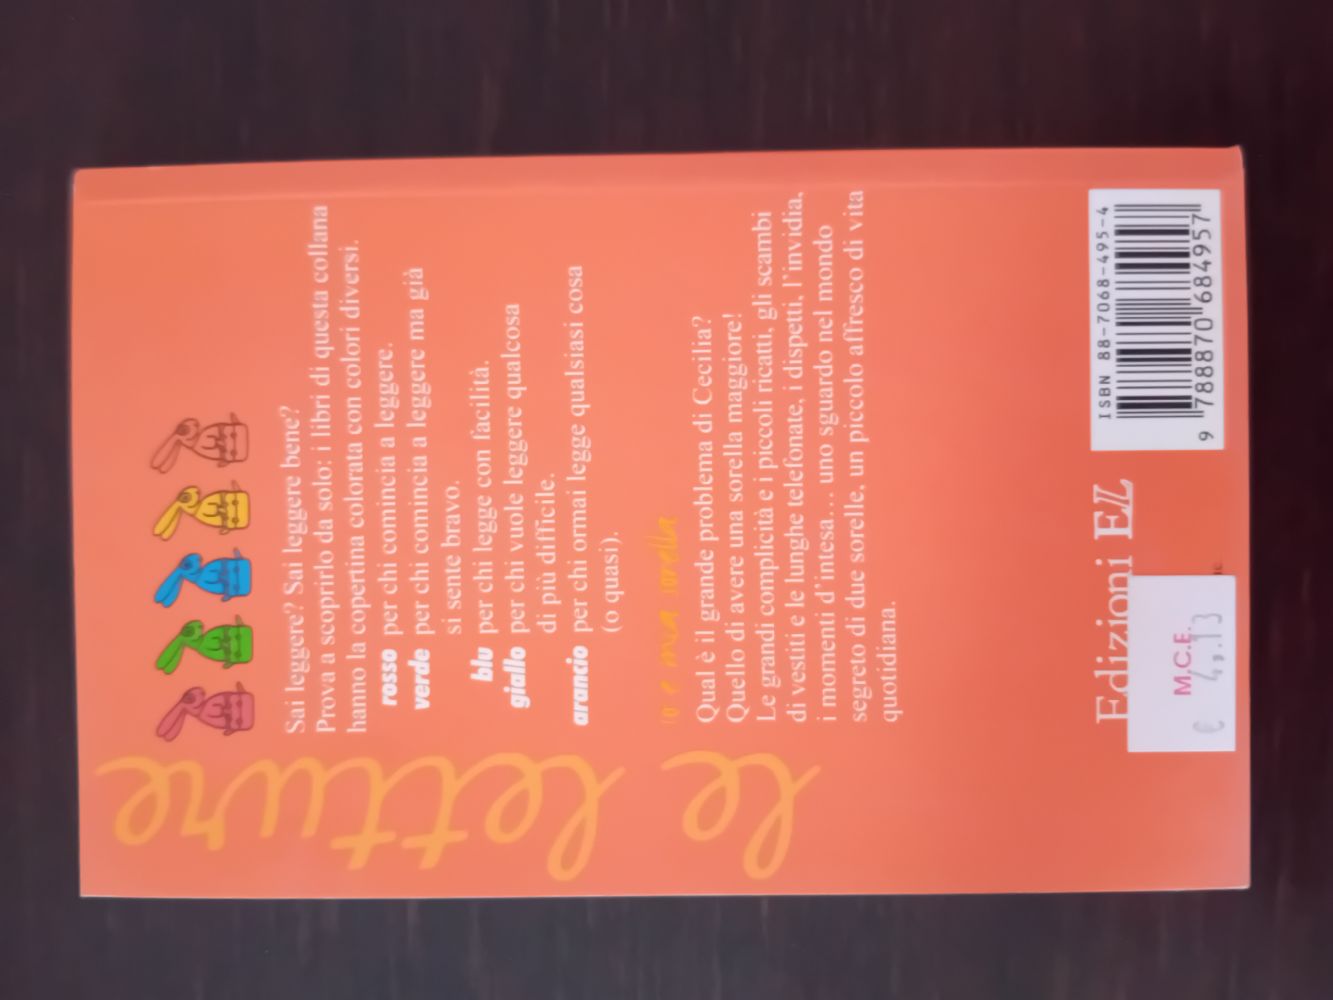 le letture
Sai leggere? Sai leggere bene?
Prova a scoprirlo da solo: i libri di questa collana
hanno la copertina colorata con colori diversi.
rosso per chi comincia a leggere.
verde per chi comincia a leggere ma già
si sente bravo.
blu per chi legge con facilità.
giallo per chi vuole leggere qualcosa
di più difficile.
arancio per chi ormai legge qualsiasi cosa
(o quasi).
io e mia sorella
Qual è il grande problema di Cecilia?
Quello di avere una sorella maggiore!
Le grandi complicità e i piccoli ricatti, gli scambi
di vestiti e le lunghe telefonate, i dispetti, l'invidia,
i momenti d'intesa... uno sguardo nel mondo
segreto di due sorelle, un piccolo affresco di vita
quotidiana.
Edizioni EL
M.C.E.
€ 4,13
ISBN 88-7068-495-4
9 788870 684957